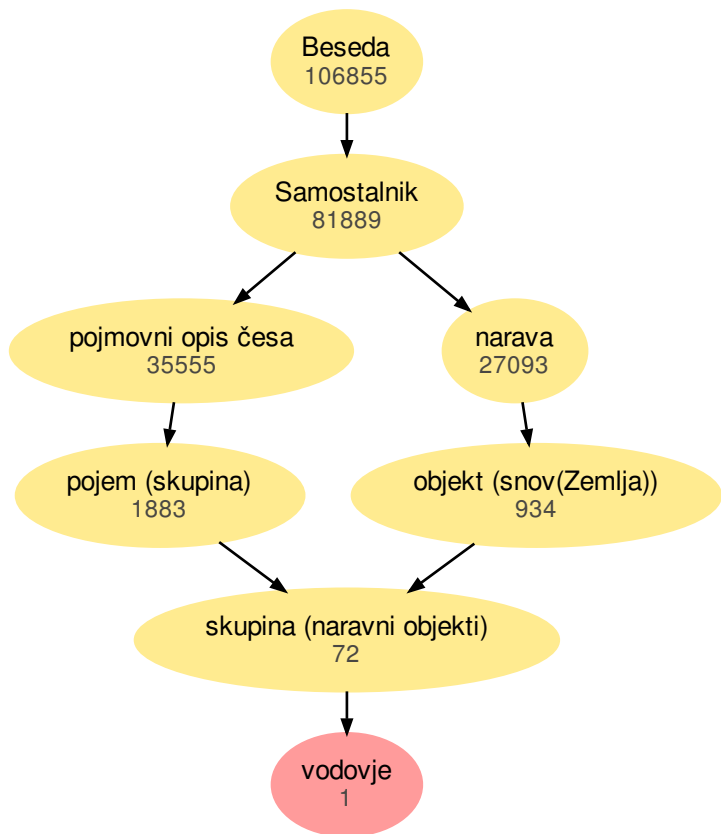 Beseda
106855
Samostalnik
81889
pojmovni opis česa
35555
narava
27093
pojem (skupina)
1883
objekt (snov(Zemlja))
934
skupina (naravni objekti)
72
vodovje
1